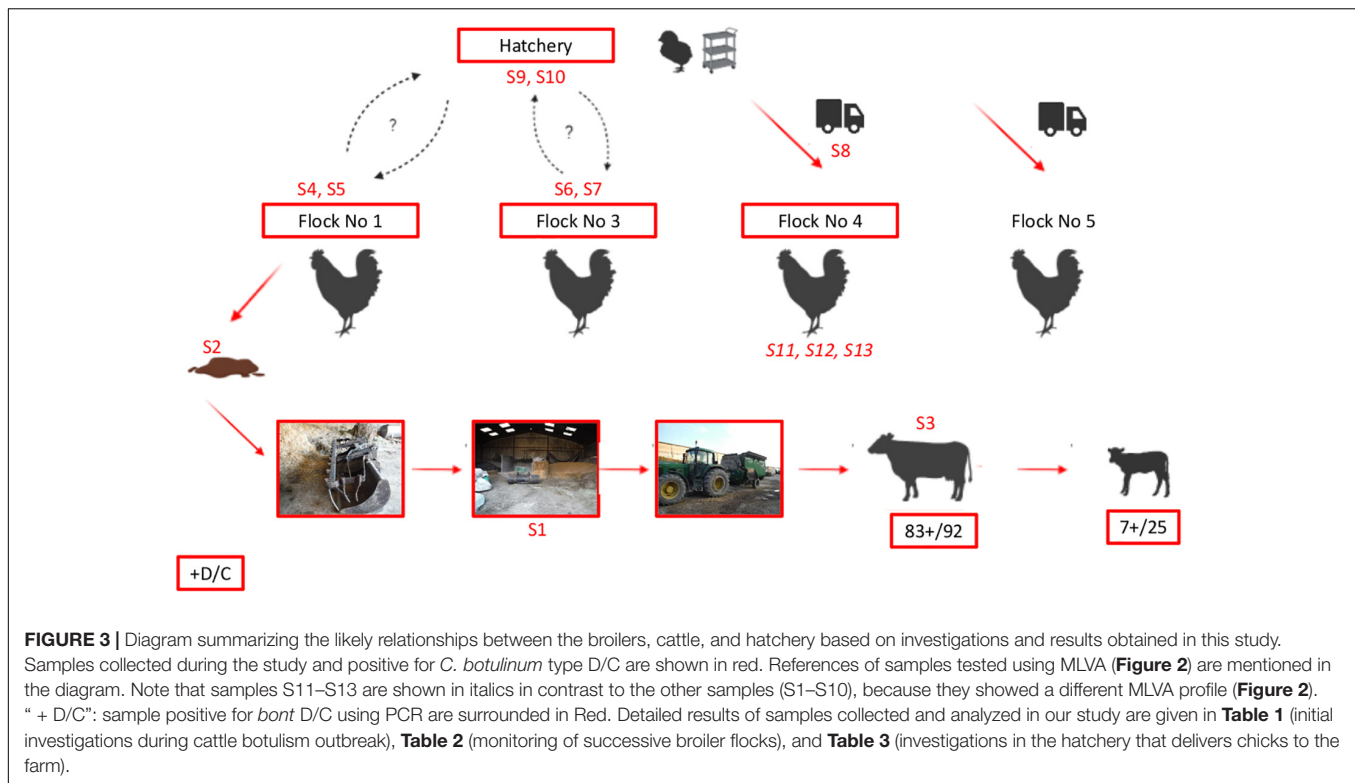 Hatchery
S9, S10
?
?
S8
S4, S5
S6, S7
Flock No 1
Flock No 3
Flock No 4
Flock No 5
S2
S11, S12, S13
S3
S1
83+/92
7+/25
+D/C
FIGURE 3 | Diagram summarizing the likely relationships between the broilers, cattle, and hatchery based on investigations and results obtained in this study.
Samples collected during the study and positive for C. botulinum type D/C are shown in red. References of samples tested using MLVA (Figure 2) are mentioned in
the diagram. Note that samples S11–S13 are shown in italics in contrast to the other samples (S1–S10), because they showed a different MLVA profile (Figure 2).
“ + D/C”: sample positive for bont D/C using PCR are surrounded in Red. Detailed results of samples collected and analyzed in our study are given in Table 1 (initial
investigations during cattle botulism outbreak), Table 2 (monitoring of successive broiler flocks), and Table 3 (investigations in the hatchery that delivers chicks to the
farm).